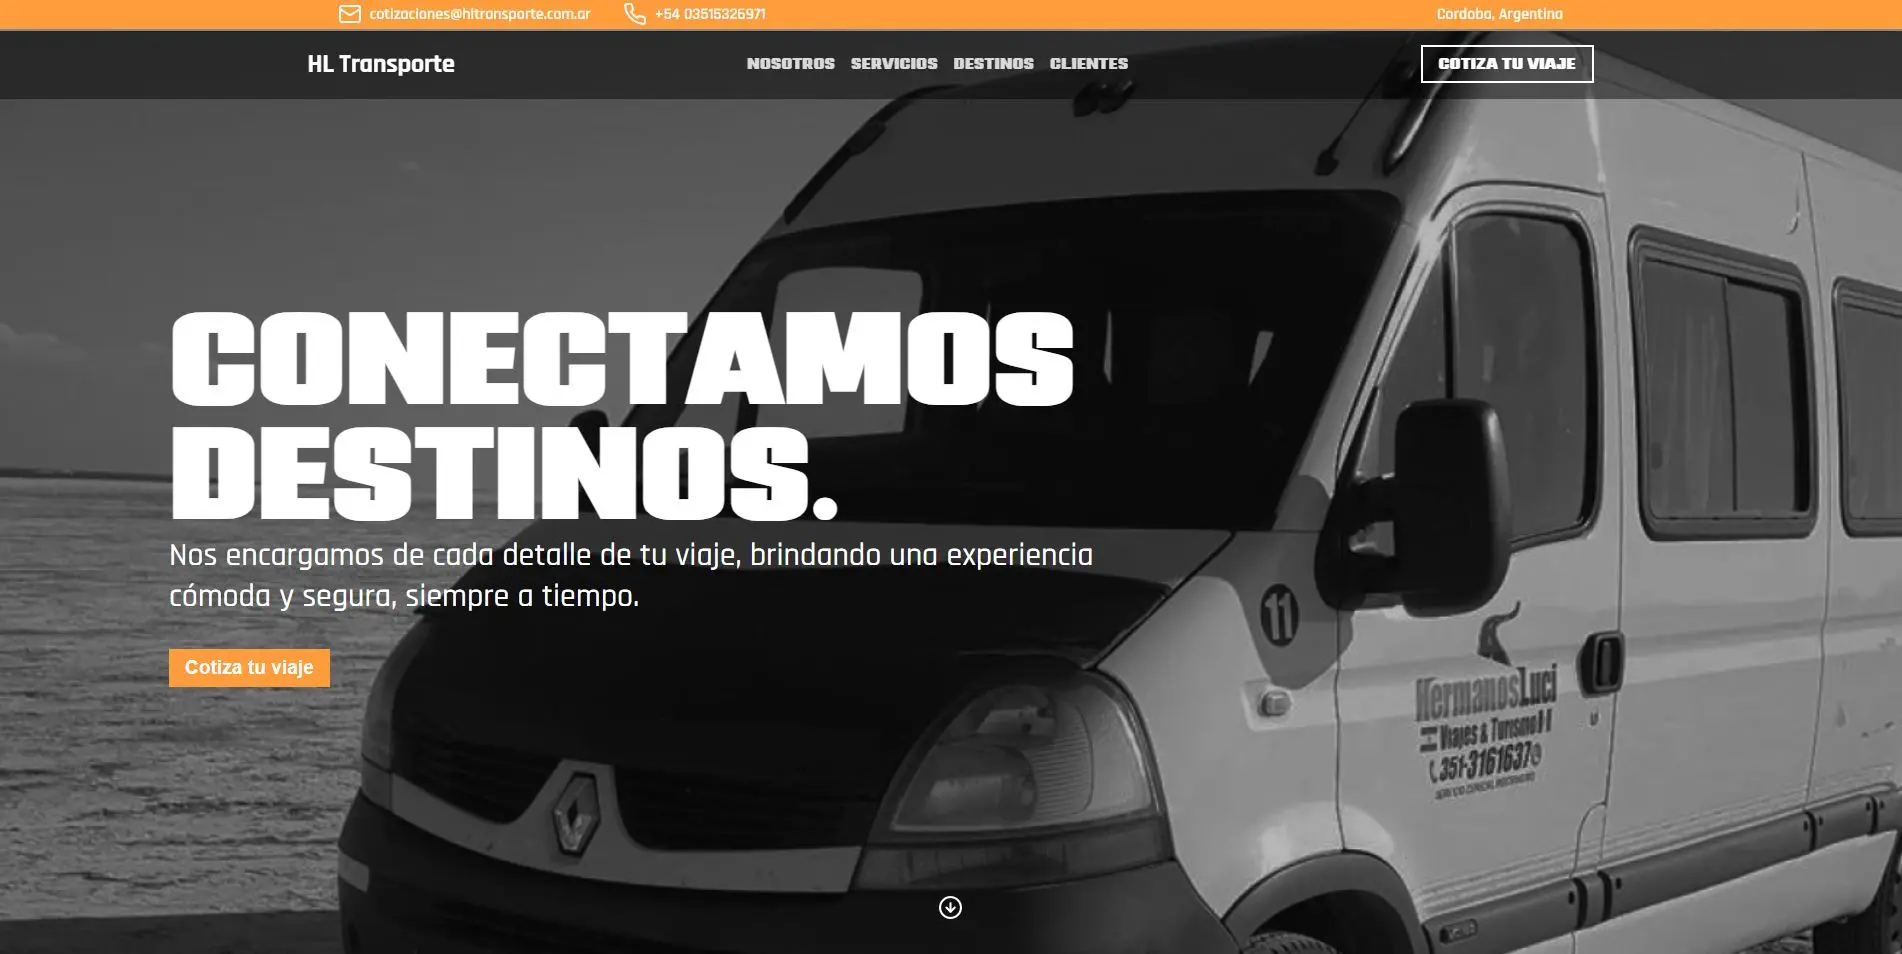 cotizaciones@hltransporte.com.ar
+54 03515326971
Cordoba, Argentina
HL Transporte
NOSOTROS
SERVICIOS
DESTINOS
CLIENTES
COTIZA TU VIAJE
CONECTAMOS
DESTINOS.
Nos encargamos de cada detalle de tu viaje, brindando una experiencia
cómoda y segura, siempre a tiempo.
Cotiza tu viaje
11
HermanosLuci
Viajes & Turismo
351-3161637